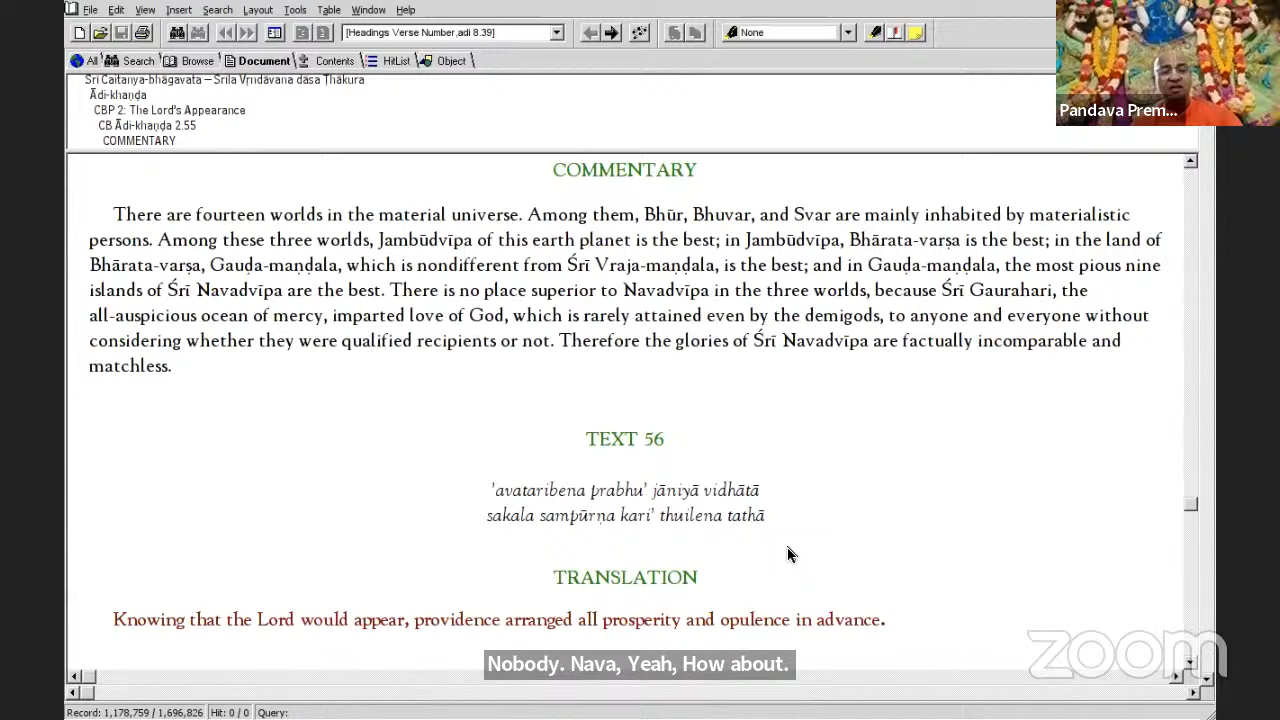 File Edit View Insert Search Layout Tools Table Window Help
[Headings Verse Number,adi 8.39] None
All Search Browse Document Contents HitList Object
Śrī Caitanya-bhāgavata – Śrīla Vṛndāvana dāsa Ṭhākura
Ādi-khaṇḍa
CBP 2: The Lord's Appearance
CB Ādi-khaṇḍa 2.55
COMMENTARY
Pandava Prem...
COMMENTARY
There are fourteen worlds in the material universe. Among them, Bhūr, Bhuvar, and Svar are mainly inhabited by materialistic
persons. Among these three worlds, Jambūdvīpa of this earth planet is the best; in Jambūdvīpa, Bhārata-varṣa is the best; in the land of
Bhārata-varṣa, Gauḍa-maṇḍala, which is nondifferent from Śrī Vraja-maṇḍala, is the best; and in Gauḍa-maṇḍala, the most pious nine
islands of Śrī Navadvīpa are the best. There is no place superior to Navadvīpa in the three worlds, because Śrī Gaurahari, the
all-auspicious ocean of mercy, imparted love of God, which is rarely attained even by the demigods, to anyone and everyone without
considering whether they were qualified recipients or not. Therefore the glories of Śrī Navadvīpa are factually incomparable and
matchless.
TEXT 56
'avataribena prabhu' jāniyā vidhātā
sakala sampūrṇa kari' thuilena tathā
TRANSLATION
Knowing that the Lord would appear, providence arranged all prosperity and opulence in advance.
Nobody. Nava, Yeah, How about.
zoom
Record: 1,178,759 / 1,696,826 Hit: 0 / 0 Query: